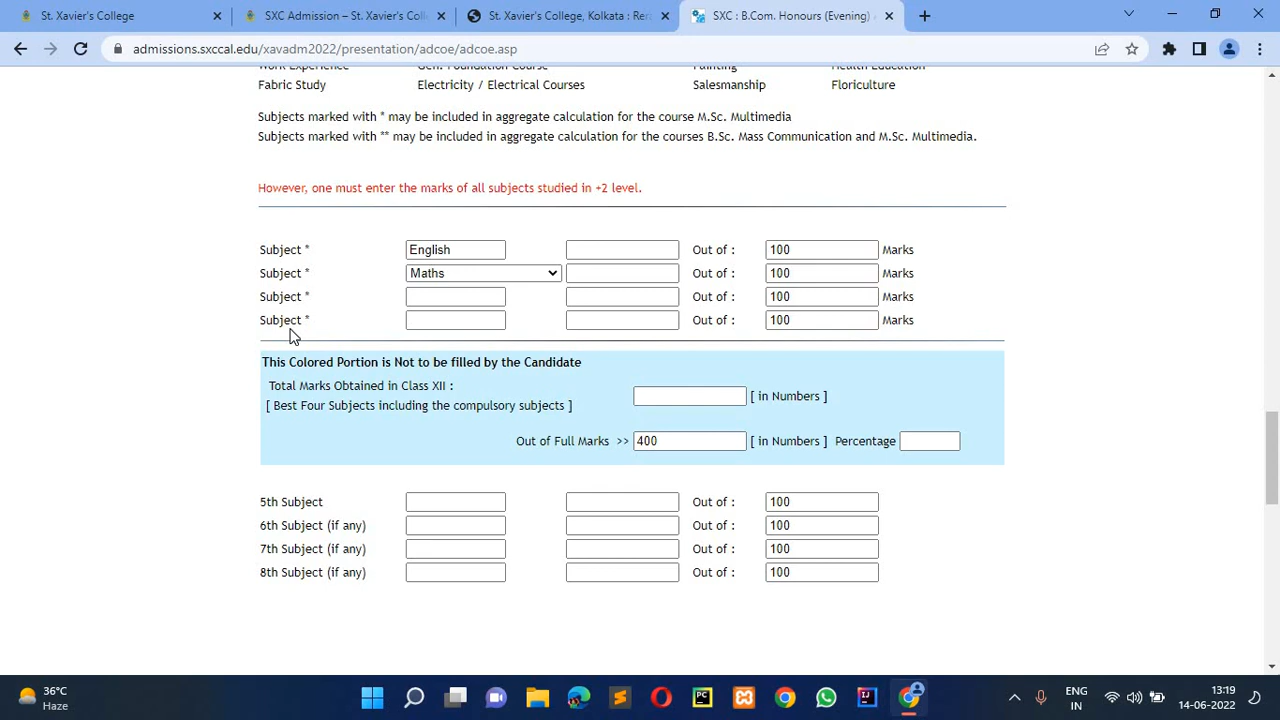 St. Xavier's College
SXC Admission – St. Xavier's C
St. Xavier's College, Kolkata : Re
SXC : B.Com. Honours (Evening)
admissions.sxccal.edu/xavadm2022/presentation/adcoe/adcoe.asp
Work Experience Gen. Foundation Course Painting Health Education
Fabric Study Electricity / Electrical Courses Salesmanship Floriculture
Subjects marked with * may be included in aggregate calculation for the course M.Sc. Multimedia
Subjects marked with ** may be included in aggregate calculation for the courses B.Sc. Mass Communication and M.Sc. Multimedia.
However, one must enter the marks of all subjects studied in +2 level.
Subject * English Out of : 100 Marks
Subject * Maths Out of : 100 Marks
Subject * Out of : 100 Marks
Subject * Out of : 100 Marks
This Colored Portion is Not to be filled by the Candidate
Total Marks Obtained in Class XII :
[ Best Four Subjects including the compulsory subjects ]
[ in Numbers ]
Out of Full Marks >> 400 [ in Numbers ] Percentage
5th Subject Out of : 100
6th Subject (if any) Out of : 100
7th Subject (if any) Out of : 100
8th Subject (if any) Out of : 100
36°C
Haze
ENG
IN
13:19
14-06-2022